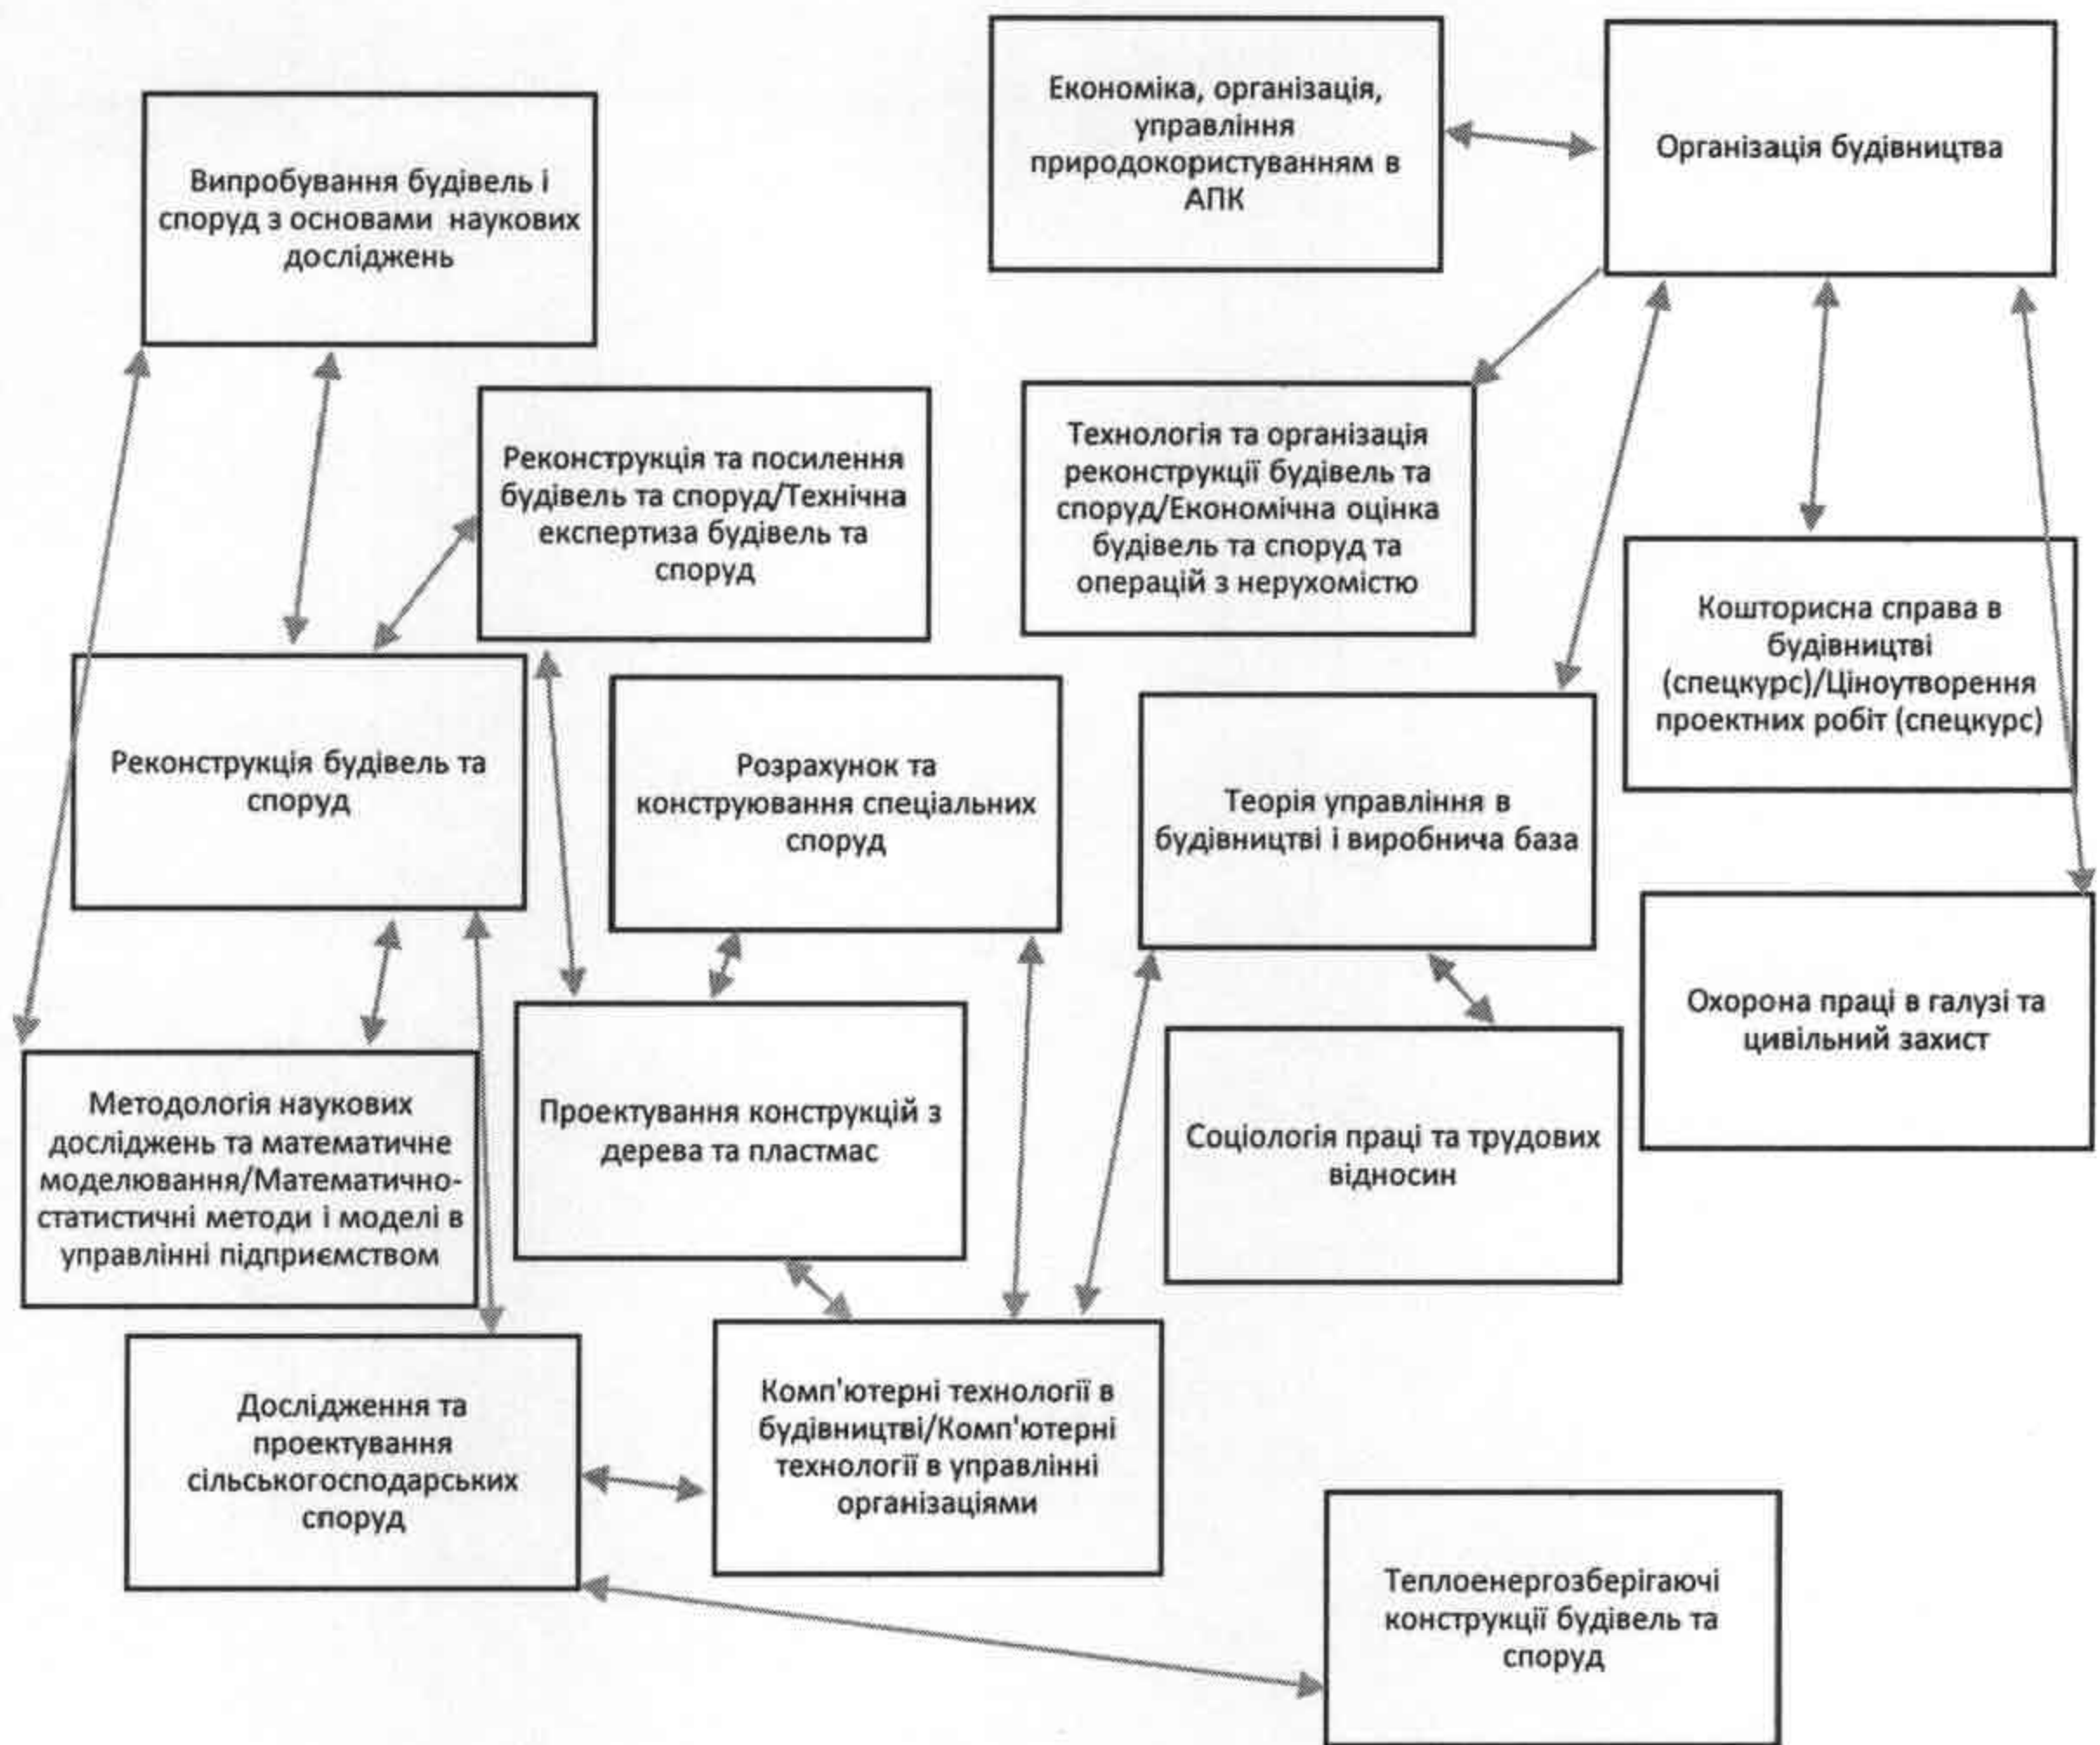 Економіка, організація,
управління
природокористуванням в
АПК
Організація будівництва
Випробування будівель і
споруд з основами наукових
досліджень
Реконструкція та посилення
будівель та споруд/Технічна
експертиза будівель та
споруд
Технологія та організація
реконструкції будівель та
споруд/Економічна оцінка
будівель та споруд та
операцій з нерухомістю
Кошторисна справа в
будівництві
(спецкурс)/Ціноутворення
проектних робіт (спецкурс)
Реконструкція будівель та
споруд
Розрахунок та
конструювання спеціальних
споруд
Теорія управління в
будівництві і виробнича база
Охорона праці в галузі та
цивільний захист
Методологія наукових
досліджень та математичне
моделювання/Математично-
статистичні методи і моделі в
управлінні підприємством
Проектування конструкцій з
дерева та пластмас
Соціологія праці та трудових
відносин
Дослідження та
проектування
сільськогосподарських
споруд
Комп'ютерні технології в
будівництві/Комп'ютерні
технології в управлінні
організаціями
Теплоенергозберігаючі
конструкції будівель та
споруд